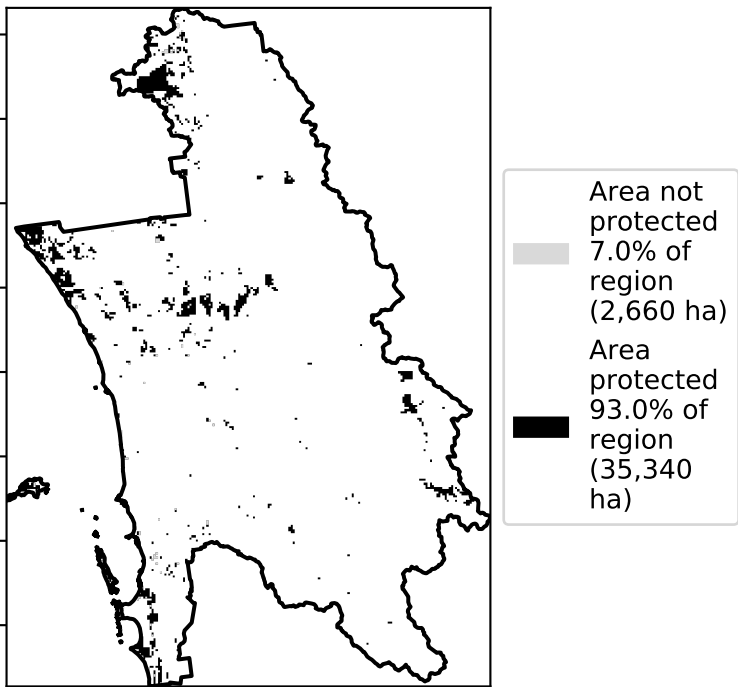 Area not
protected
7.0% of
region
(2,660 ha)
Area
protected
93.0% of
region
(35,340
ha)